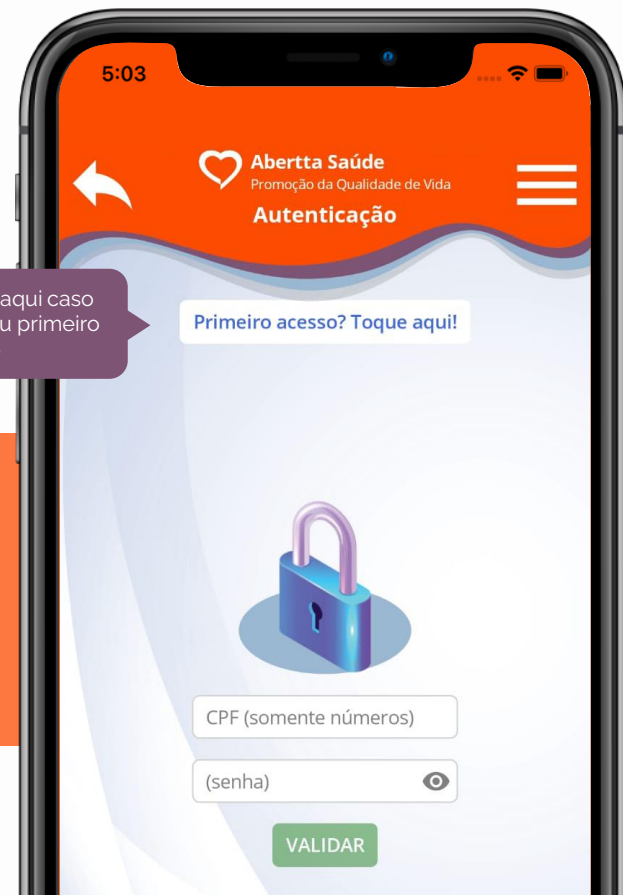 5:03
Abertta Saúde
Promoção da Qualidade de Vida
Autenticação
aqui caso
u primeiro
Primeiro acesso? Toque aqui!
CPF (somente números)
(senha)
VALIDAR